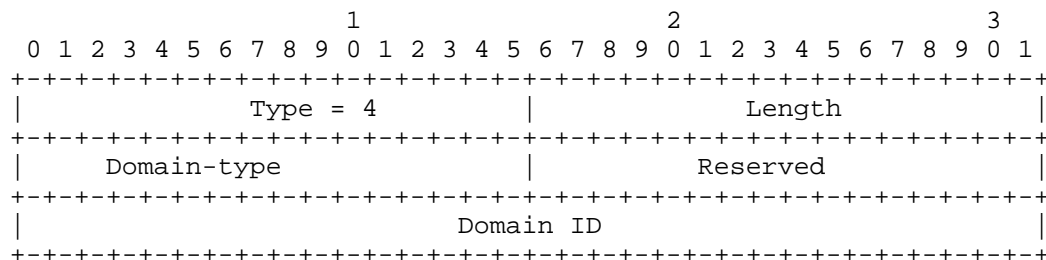 1                   2                   3
 0 1 2 3 4 5 6 7 8 9 0 1 2 3 4 5 6 7 8 9 0 1 2 3 4 5 6 7 8 9 0 1
+-+-+-+-+-+-+-+-+-+-+-+-+-+-+-+-+-+-+-+-+-+-+-+-+-+-+-+-+-+-+-+-+
|              Type = 4         |             Length            |
+-+-+-+-+-+-+-+-+-+-+-+-+-+-+-+-+-+-+-+-+-+-+-+-+-+-+-+-+-+-+-+-+
|     Domain-type               |          Reserved             |
+-+-+-+-+-+-+-+-+-+-+-+-+-+-+-+-+-+-+-+-+-+-+-+-+-+-+-+-+-+-+-+-+
|                           Domain ID                           |
+-+-+-+-+-+-+-+-+-+-+-+-+-+-+-+-+-+-+-+-+-+-+-+-+-+-+-+-+-+-+-+-+